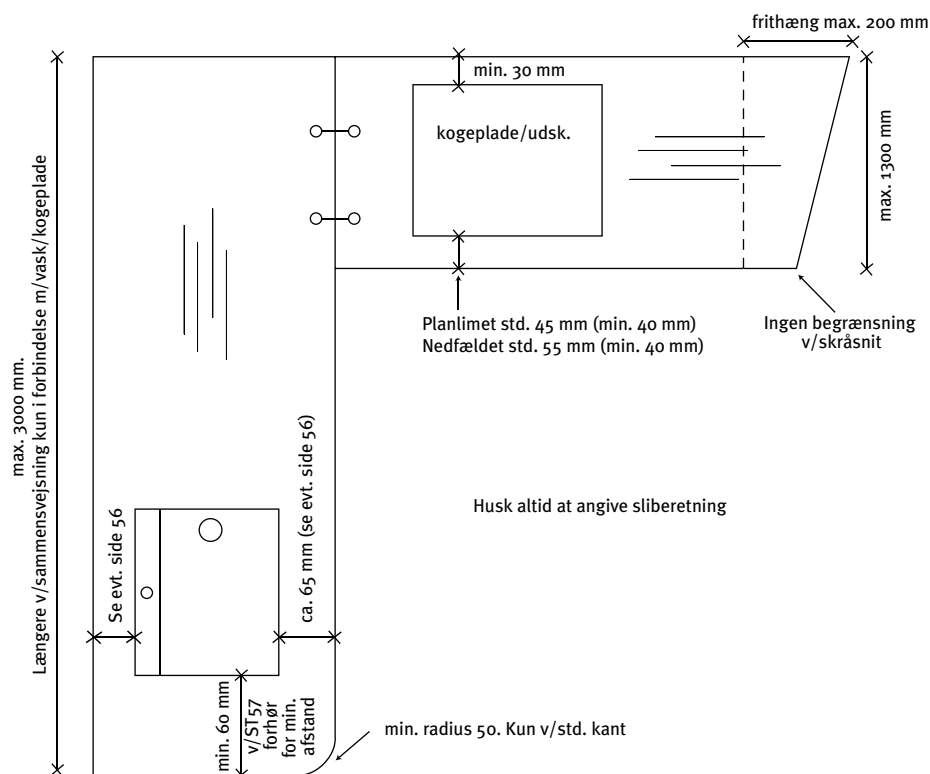 frithæng max. 200 mm
min. 30 mm
kogeplade/udsk.
max. 1300 mm
Planlimet std. 45 mm (min. 40 mm)
Nedfældet std. 55 mm (min. 40 mm)
Ingen begrænsning
v/skråsnit
max. 3000 mm.
Længere v/sammensvejsning kun i forbindelse m/vask/kogeplade
Husk altid at angive sliberetning
Se evt. side 56
ca. 65 mm (se evt. side 56)
min. 60 mm
v/ST57
forhør
for min.
afstand
min. radius 50. Kun v/std. kant